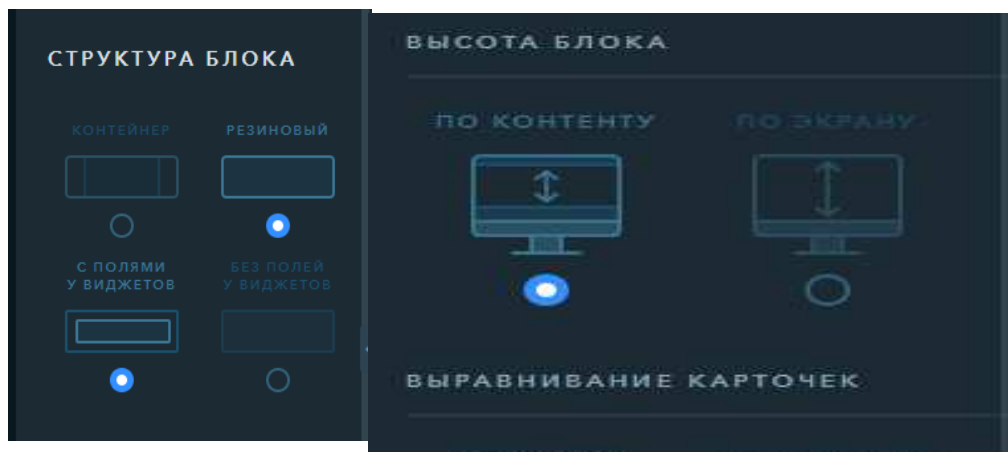 СТРУКТУРА БЛОКА
КОНТЕЙНЕР
РЕЗИНОВЫЙ
С ПОЛЯМИ
У ВИДЖЕТОВ
БЕЗ ПОЛЕЙ
У ВИДЖЕТОВ
ВЫСОТА БЛОКА
ПО КОНТЕНТУ
ПО ЭКРАНУ
ВЫРАВНИВАНИЕ КАРТОЧЕК